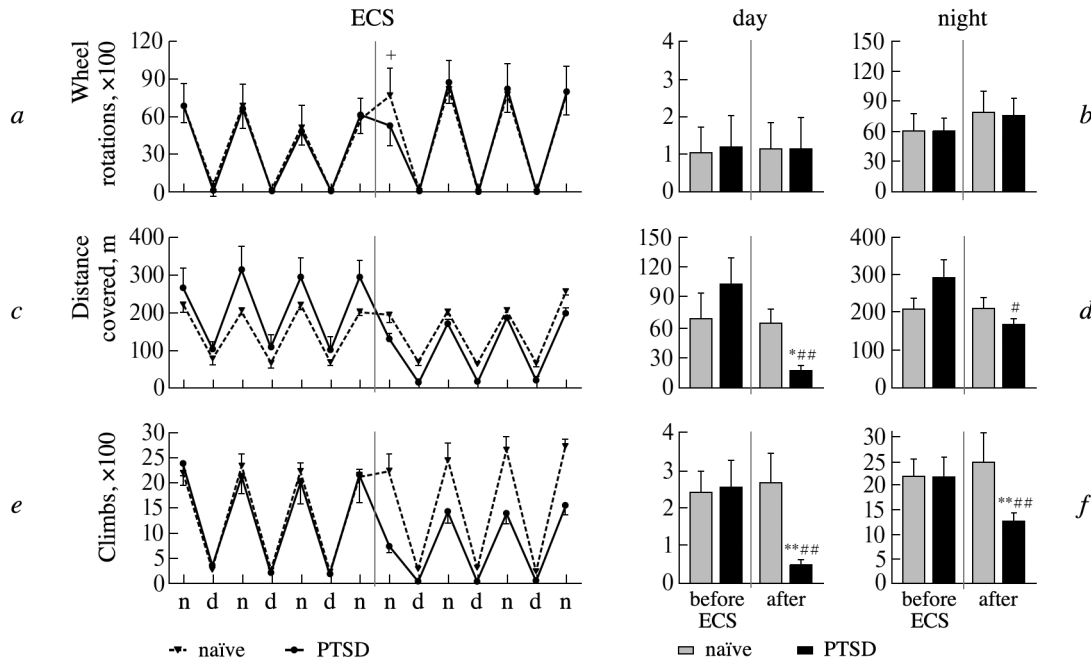 ECS day night
a
Wheel
rotations, ×100
120
90
60
30
0
+
4
3
2
1
0
150
120
90
60
30
0
b
c
Distance
covered, m
400
300
200
100
0
150
120
90
60
30
0
*##
400
300
200
100
0
#
d
e
Climbs, ×100
30
25
20
15
10
5
0
n d n d n d n n d n d n d n
4
3
2
1
0
**##
before
ECS
after
30
25
20
15
10
5
0
**##
before
ECS
after
f
naïve PTSD
naïve PTSD